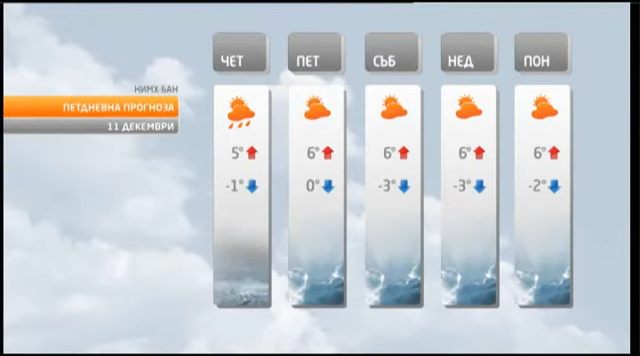 ЧЕТ ПЕТ СЪБ НЕД ПОН
НИМХ БАН
ПЕТДНЕВНА ПРОГНОЗА
11 ДЕКЕМВРИ
5° 6° 6° 6° 6°
-1° 0° -3° -3° -2°